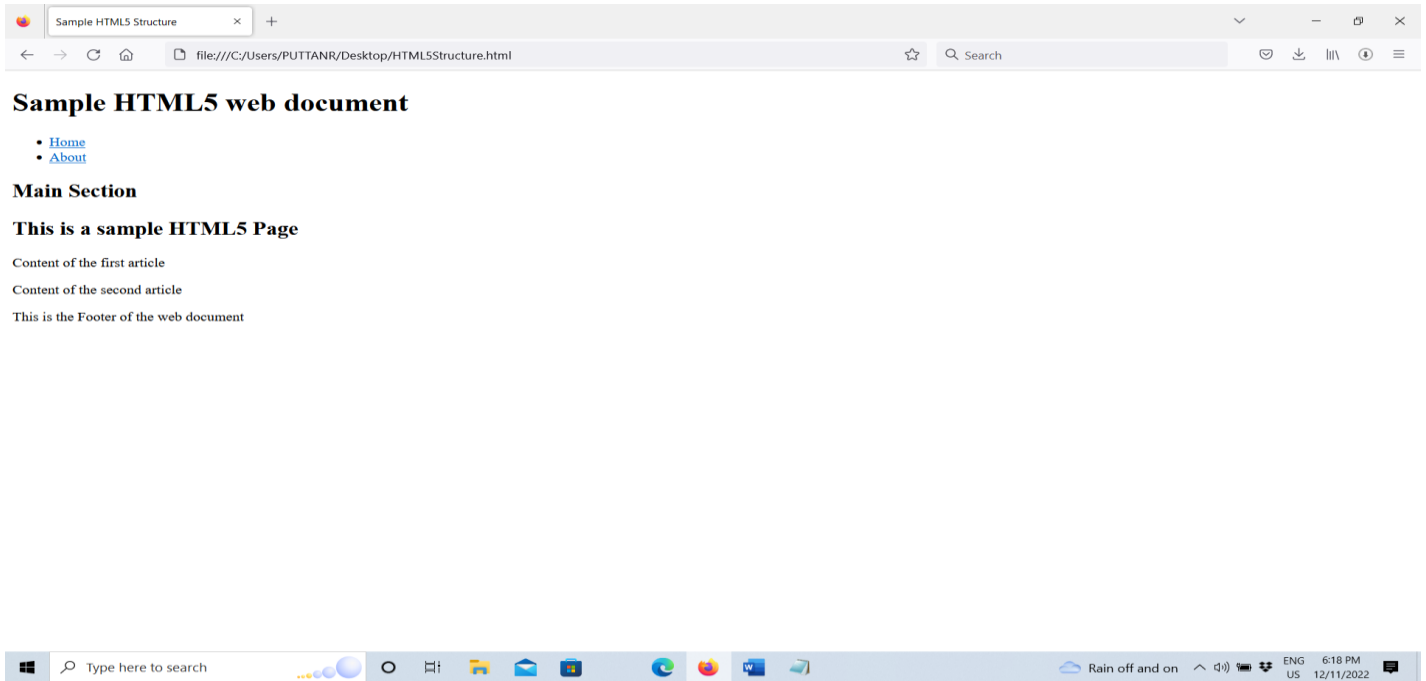 Sample HTML5 Structure
file:///C:/Users/PUTTANR/Desktop/HTML5Structure.html
Search
Sample HTML5 web document
Home
About
Main Section
This is a sample HTML5 Page
Content of the first article
Content of the second article
This is the Footer of the web document
Type here to search
Rain off and on
ENG
US
6:18 PM
12/11/2022